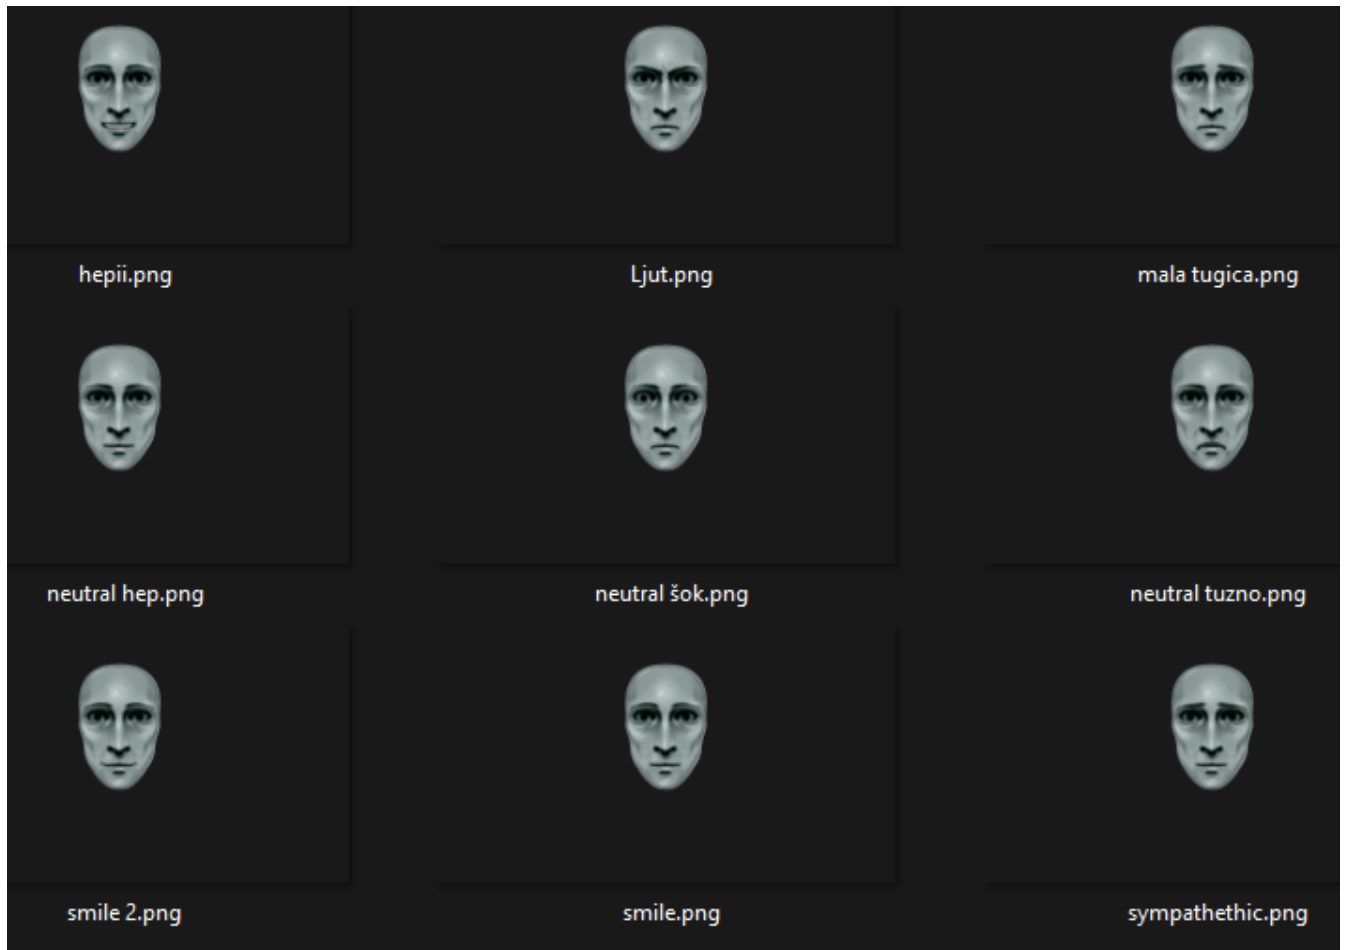 hepii.png
Ljut.png
mala tugica.png
neutral hep.png
neutral šok.png
neutral tuzno.png
smile 2.png
smile.png
sympathethic.png